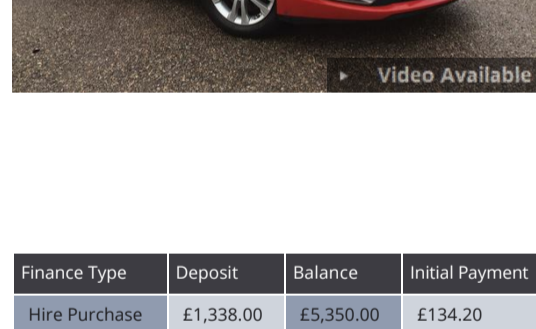 Video Available
Finance Type Deposit Balance Initial Payment
Hire Purchase £1,338.00 £5,350.00 £134.20